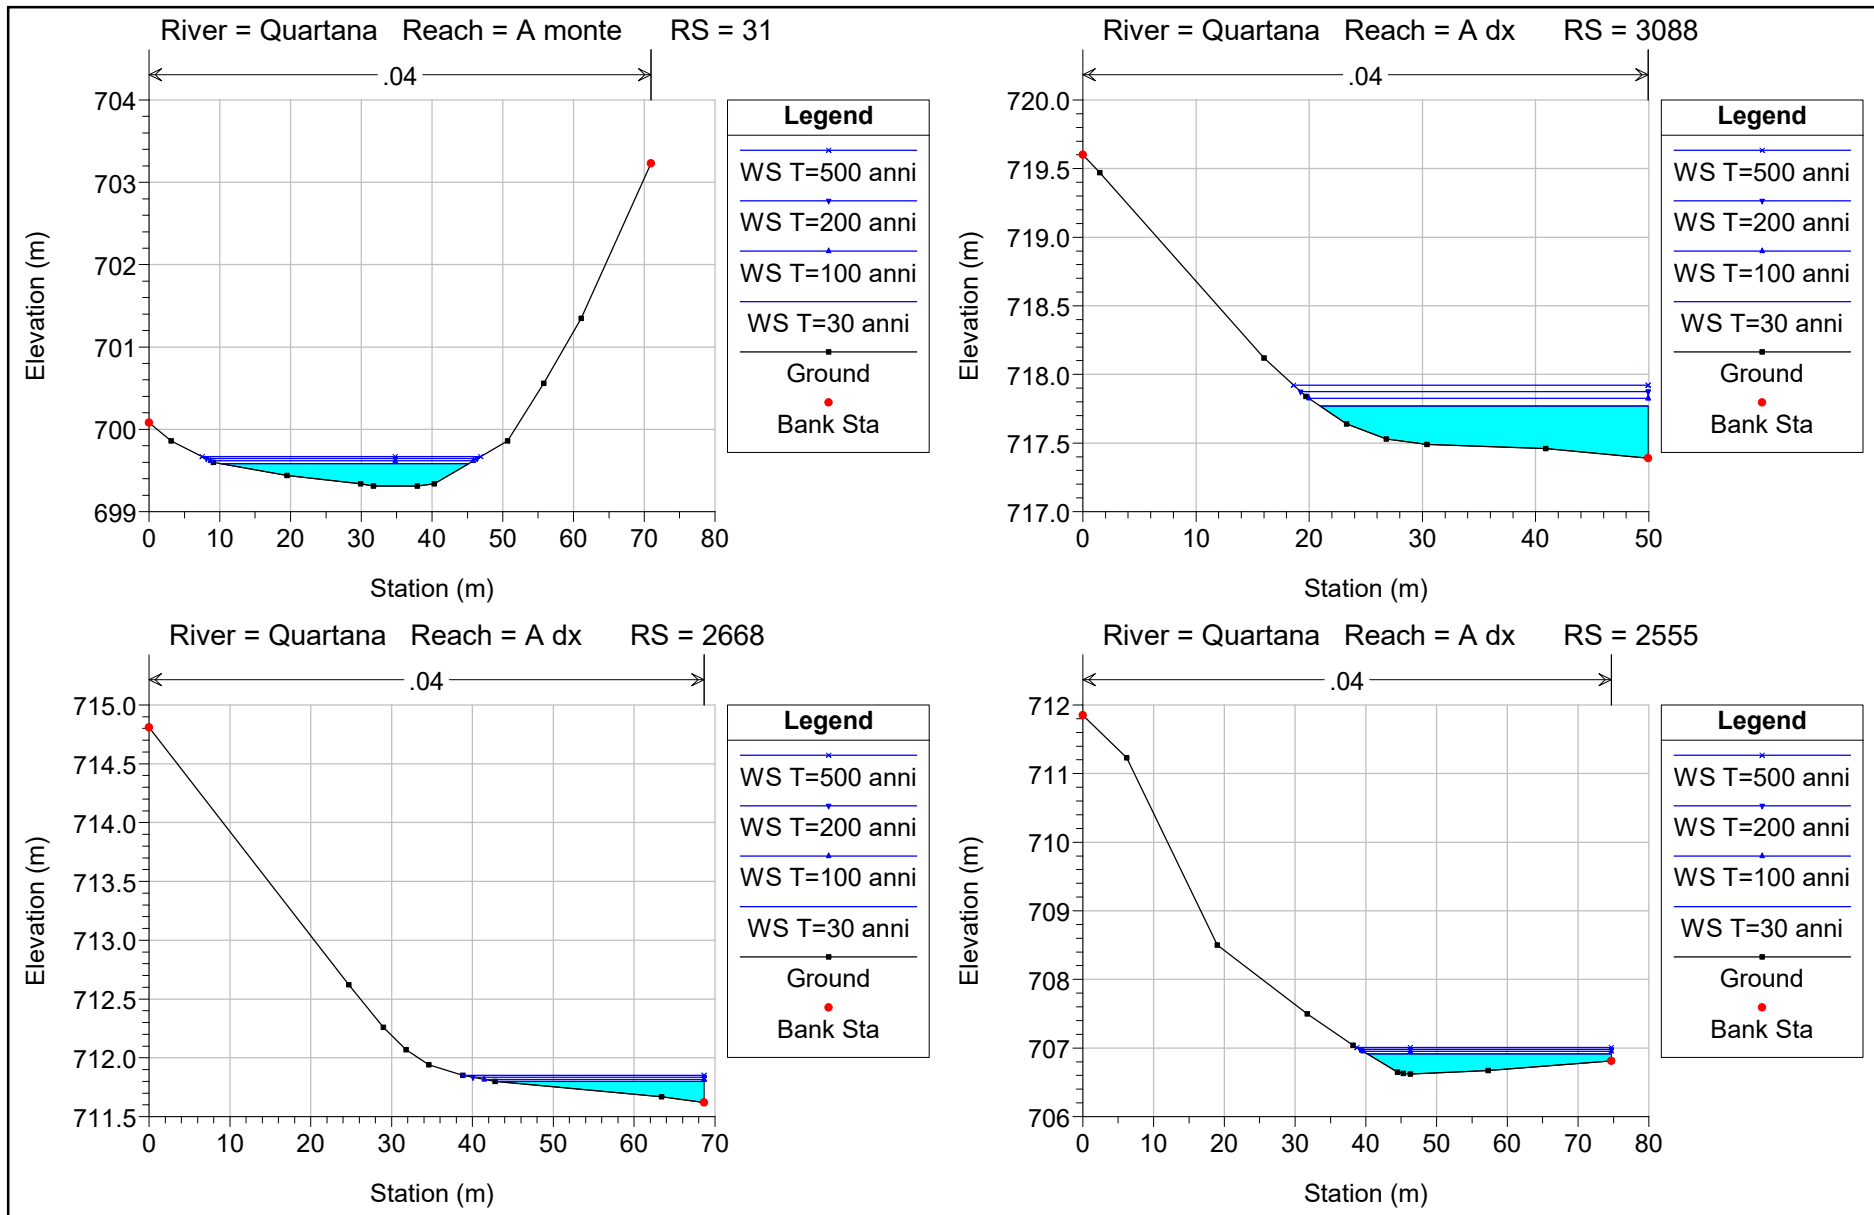 River = Quartana Reach = A monte RS = 31
.04
704
703
702
701
700
699
0 10 20 30 40 50 60 70 80
Elevation (m)
Station (m)
Legend
WS T=500 anni
WS T=200 anni
WS T=100 anni
WS T=30 anni
Ground
Bank Sta
River = Quartana Reach = A dx RS = 3088
.04
720.0
719.5
719.0
718.5
718.0
717.5
717.0
0 10 20 30 40 50
Elevation (m)
Station (m)
Legend
WS T=500 anni
WS T=200 anni
WS T=100 anni
WS T=30 anni
Ground
Bank Sta
River = Quartana Reach = A dx RS = 2668
.04
715.0
714.5
714.0
713.5
713.0
712.5
712.0
711.5
0 10 20 30 40 50 60 70
Elevation (m)
Station (m)
Legend
WS T=500 anni
WS T=200 anni
WS T=100 anni
WS T=30 anni
Ground
Bank Sta
River = Quartana Reach = A dx RS = 2555
.04
712
711
710
709
708
707
706
0 10 20 30 40 50 60 70 80
Elevation (m)
Station (m)
Legend
WS T=500 anni
WS T=200 anni
WS T=100 anni
WS T=30 anni
Ground
Bank Sta